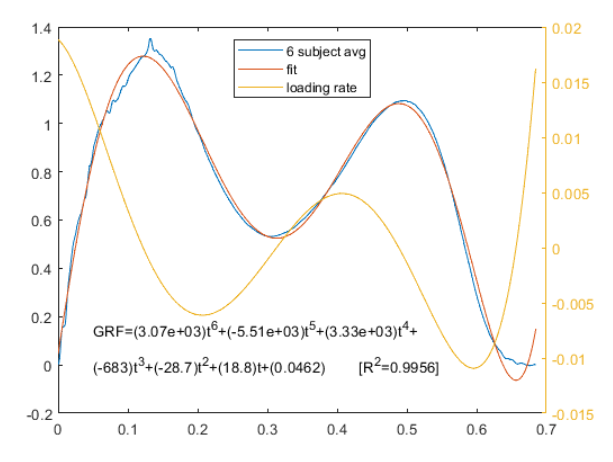 1.4
1.2
1
0.8
0.6
0.4
0.2
0
-0.2
0.02
0.015
0.01
0.005
0
-0.005
-0.01
-0.015
6 subject avg
fit
loading rate
GRF=(3.07e+03)t^6+(-5.51e+03)t^5+(3.33e+03)t^4+
(-683)t^3+(-28.7)t^2+(18.8)t+(0.0462) [R^2=0.9956]
0 0.1 0.2 0.3 0.4 0.5 0.6 0.7